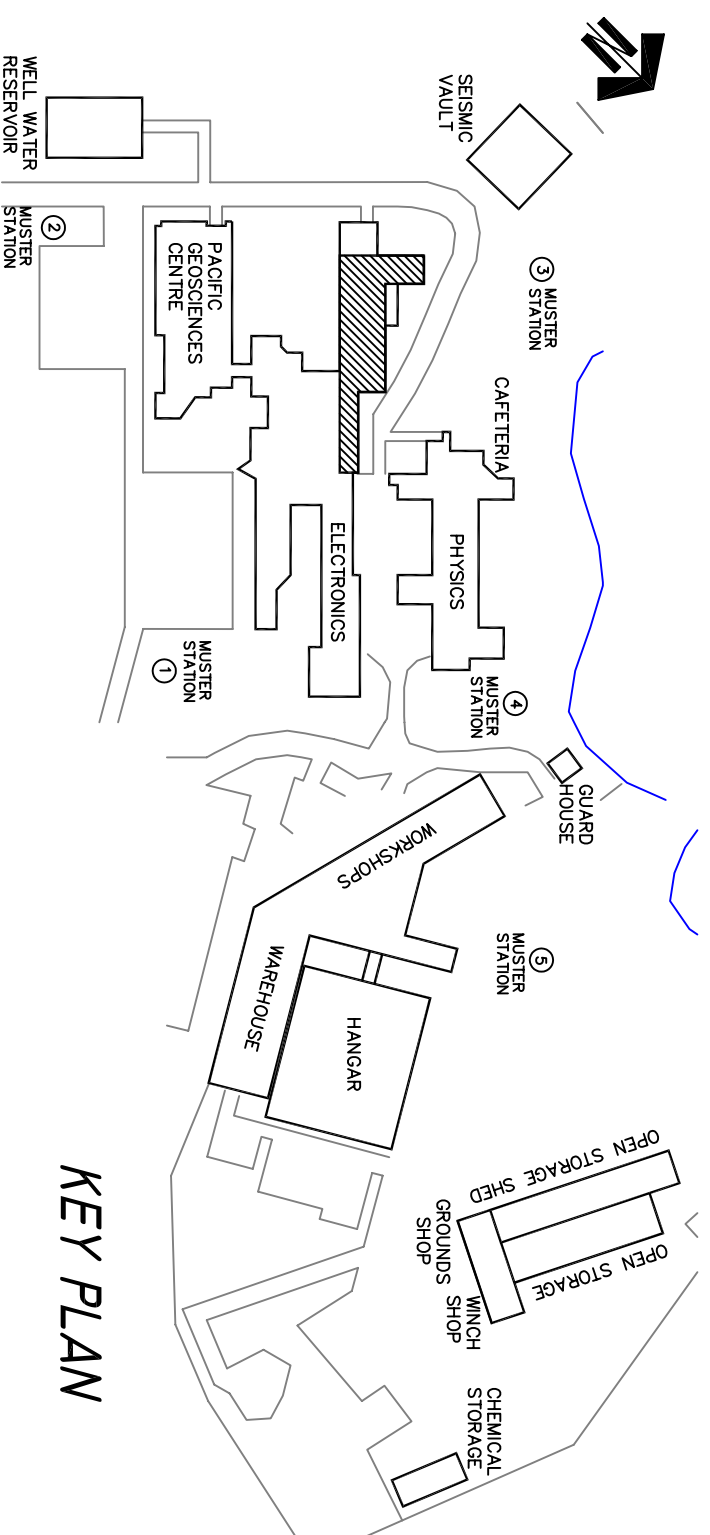 N
SEISMIC
VAULT
WELL WATER
RESERVOIR
2
MUSTER
STATION
3
MUSTER
STATION
PACIFIC
GEOSCIENCES
CENTRE
CAFETERIA
PHYSICS
ELECTRONICS
1
MUSTER
STATION
4
MUSTER
STATION
GUARD
HOUSE
WORKSHOPS
WAREHOUSE
HANGAR
5
MUSTER
STATION
OPEN STORAGE SHED
OPEN STORAGE
GROUNDS
SHOP
WINCH
SHOP
CHEMICAL
STORAGE
KEY PLAN